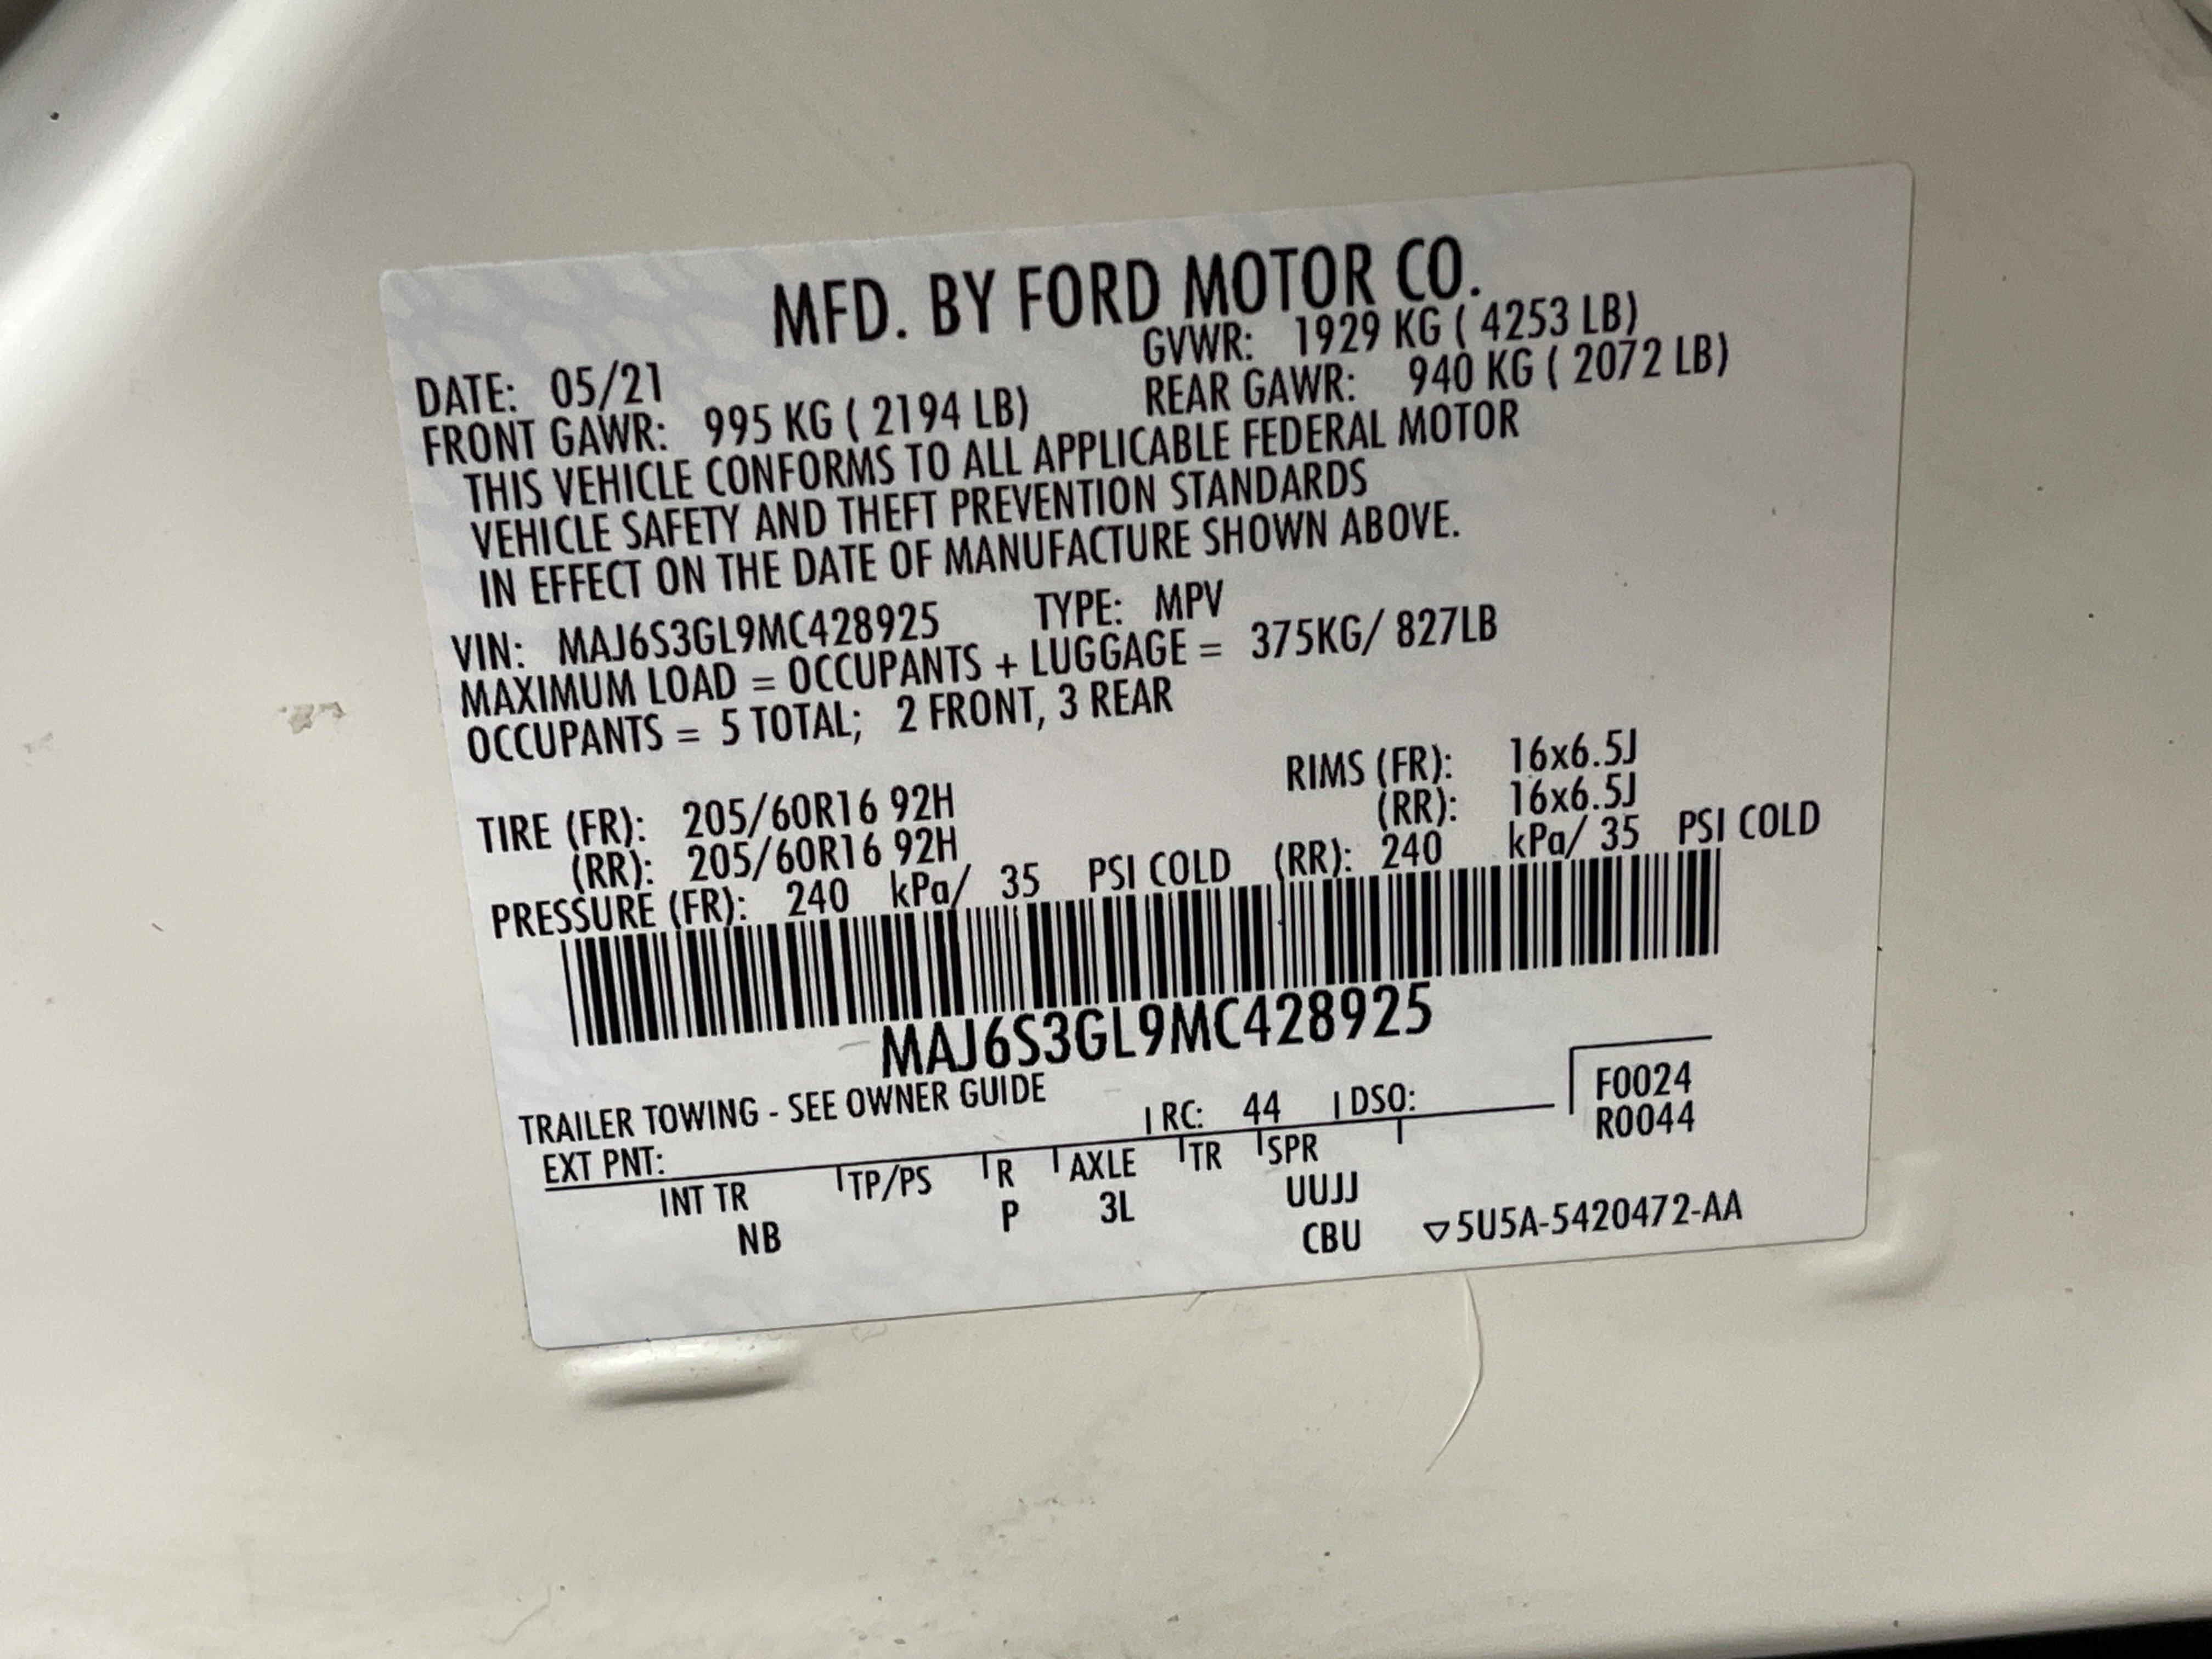 MFD. BY FORD MOTOR CO.
DATE: 05/21 GVWR: 1929 KG ( 4253 LB)
FRONT GAWR: 995 KG ( 2194 LB) REAR GAWR: 940 KG ( 2072 LB)
THIS VEHICLE CONFORMS TO ALL APPLICABLE FEDERAL MOTOR
VEHICLE SAFETY AND THEFT PREVENTION STANDARDS
IN EFFECT ON THE DATE OF MANUFACTURE SHOWN ABOVE.
VIN: MAJ6S3GL9MC428925 TYPE: MPV
MAXIMUM LOAD = OCCUPANTS + LUGGAGE = 375KG/ 827LB
OCCUPANTS = 5 TOTAL; 2 FRONT, 3 REAR
TIRE (FR): 205/60R16 92H RIMS (FR): 16x6.5J
(RR): 205/60R16 92H (RR): 16x6.5J
PRESSURE (FR): 240 kPa/ 35 PSI COLD (RR): 240 kPa/ 35 PSI COLD
MAJ6S3GL9MC428925
TRAILER TOWING - SEE OWNER GUIDE
EXT PNT: RC: 44 DSO: F0024
R0044
INT TR TP/PS R AXLE TR SPR
NB P 3L UUJJ
CBU ▽5U5A-5420472-AA